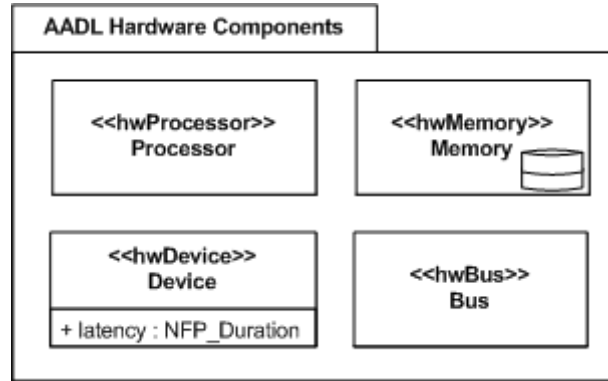 AADL Hardware Components
<<hwProcessor>>
Processor
<<hwMemory>>
Memory
<<hwDevice>>
Device
+ latency : NFP_Duration
<<hwBus>>
Bus